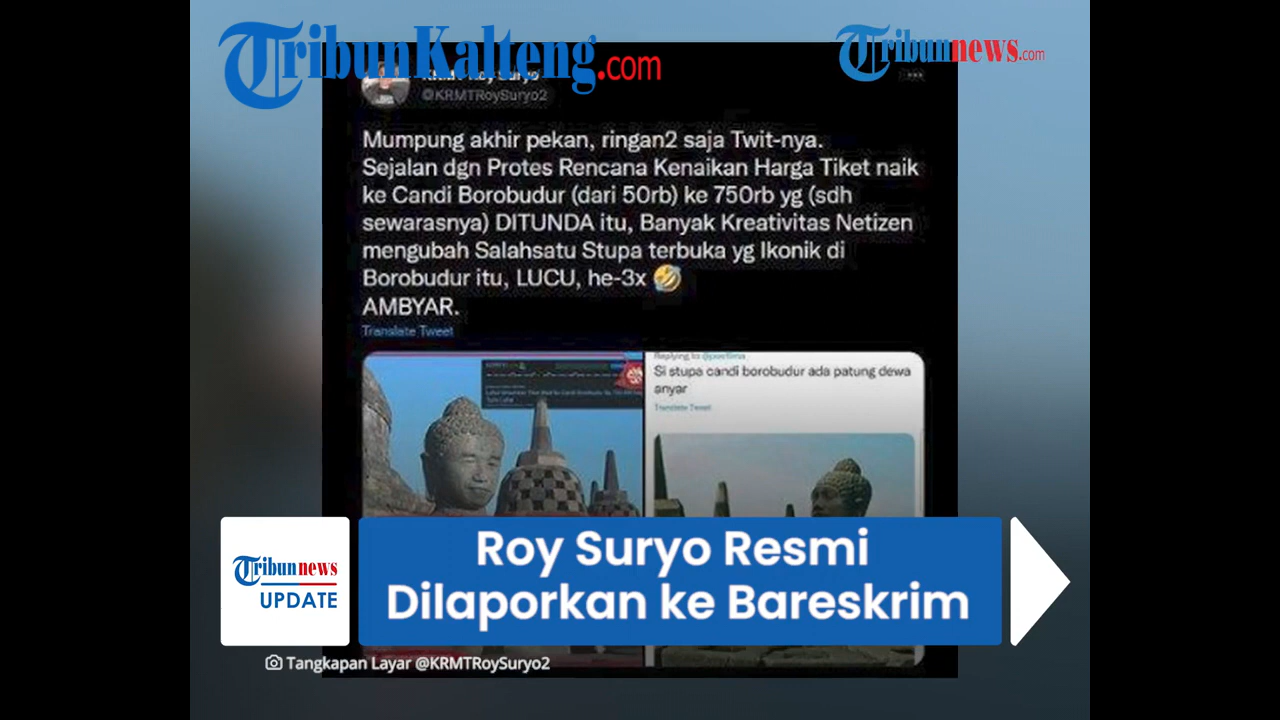 TribunKalteng.com
Tribunnews.com
@KRMTRoySuryo2
Mumpung akhir pekan, ringan2 saja Twit-nya.
Sejalan dgn Protes Rencana Kenaikan Harga Tiket naik
ke Candi Borobudur (dari 50rb) ke 750rb yg (sdh
sewarasnya) DITUNDA itu, Banyak Kreativitas Netizen
mengubah Salahsatu Stupa terbuka yg Ikonik di
Borobudur itu, LUCU, he-3x 🤣
AMBYAR.
Translate Tweet
Replying to
Si stupa candi borobudur ada patung dewa
anyar
Translate Tweet
Roy Suryo Resmi
Dilaporkan ke Bareskrim
Tribunnews
UPDATE
Tangkapan Layar @KRMTRoySuryo2